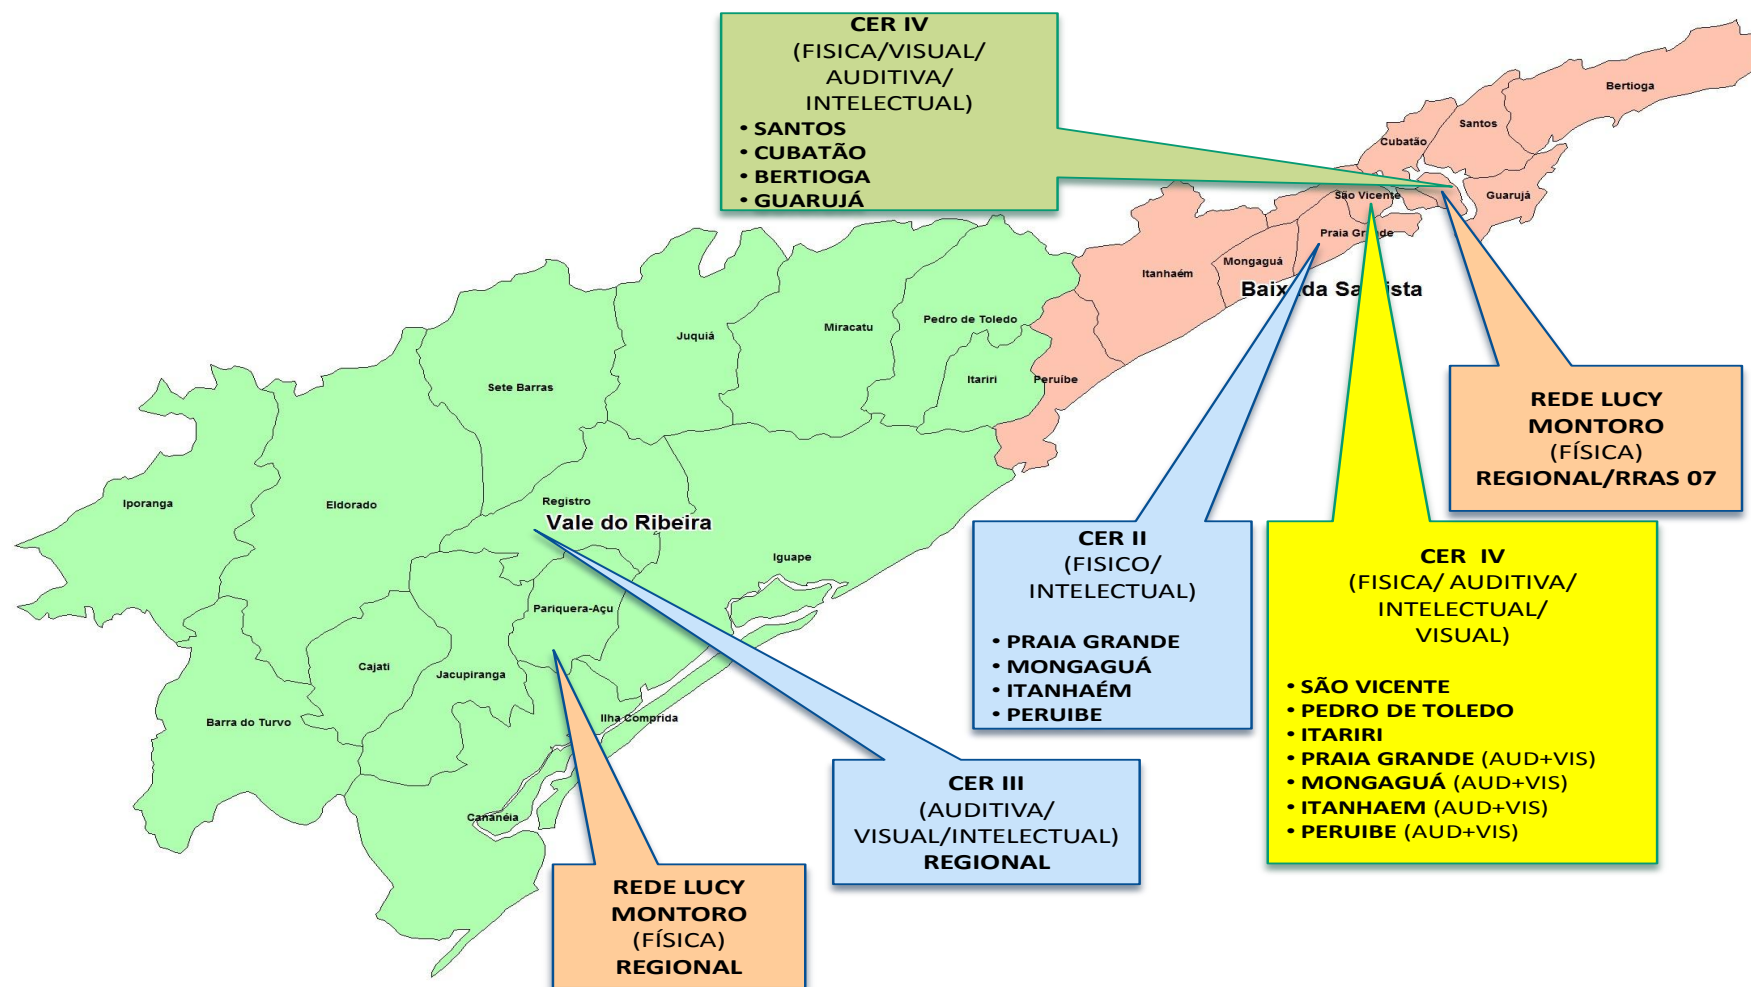 CER IV
(FISICA/VISUAL/
AUDITIVA/
INTELECTUAL)
• SANTOS
• CUBATÃO
• BERTIOGA
• GUARUJÁ
Bertioga
Santos
Cubatão
Guarujá
São Vicente
Praia Grande
Mongaguá
Itanhaém
Baixada Santista
Peruíbe
Pedro de Toledo
Itariri
Miracatu
Juquiá
Sete Barras
Registro
Vale do Ribeira
Iguape
Eldorado
Iporanga
Pariquera-Açu
Cajati
Jacupiranga
Barra do Turvo
Ilha Comprida
Cananéia
REDE LUCY
MONTORO
(FÍSICA)
REGIONAL/RRAS 07
CER II
(FISICO/
INTELECTUAL)
• PRAIA GRANDE
• MONGAGUÁ
• ITANHAÉM
• PERUIBE
CER  IV
(FISICA/ AUDITIVA/
INTELECTUAL/
VISUAL)
• SÃO VICENTE
• PEDRO DE TOLEDO
• ITARIRI
• PRAIA GRANDE (AUD+VIS)
• MONGAGUÁ (AUD+VIS)
• ITANHAEM (AUD+VIS)
• PERUIBE (AUD+VIS)
CER III
(AUDITIVA/
VISUAL/INTELECTUAL)
REGIONAL
REDE LUCY
MONTORO
(FÍSICA)
REGIONAL